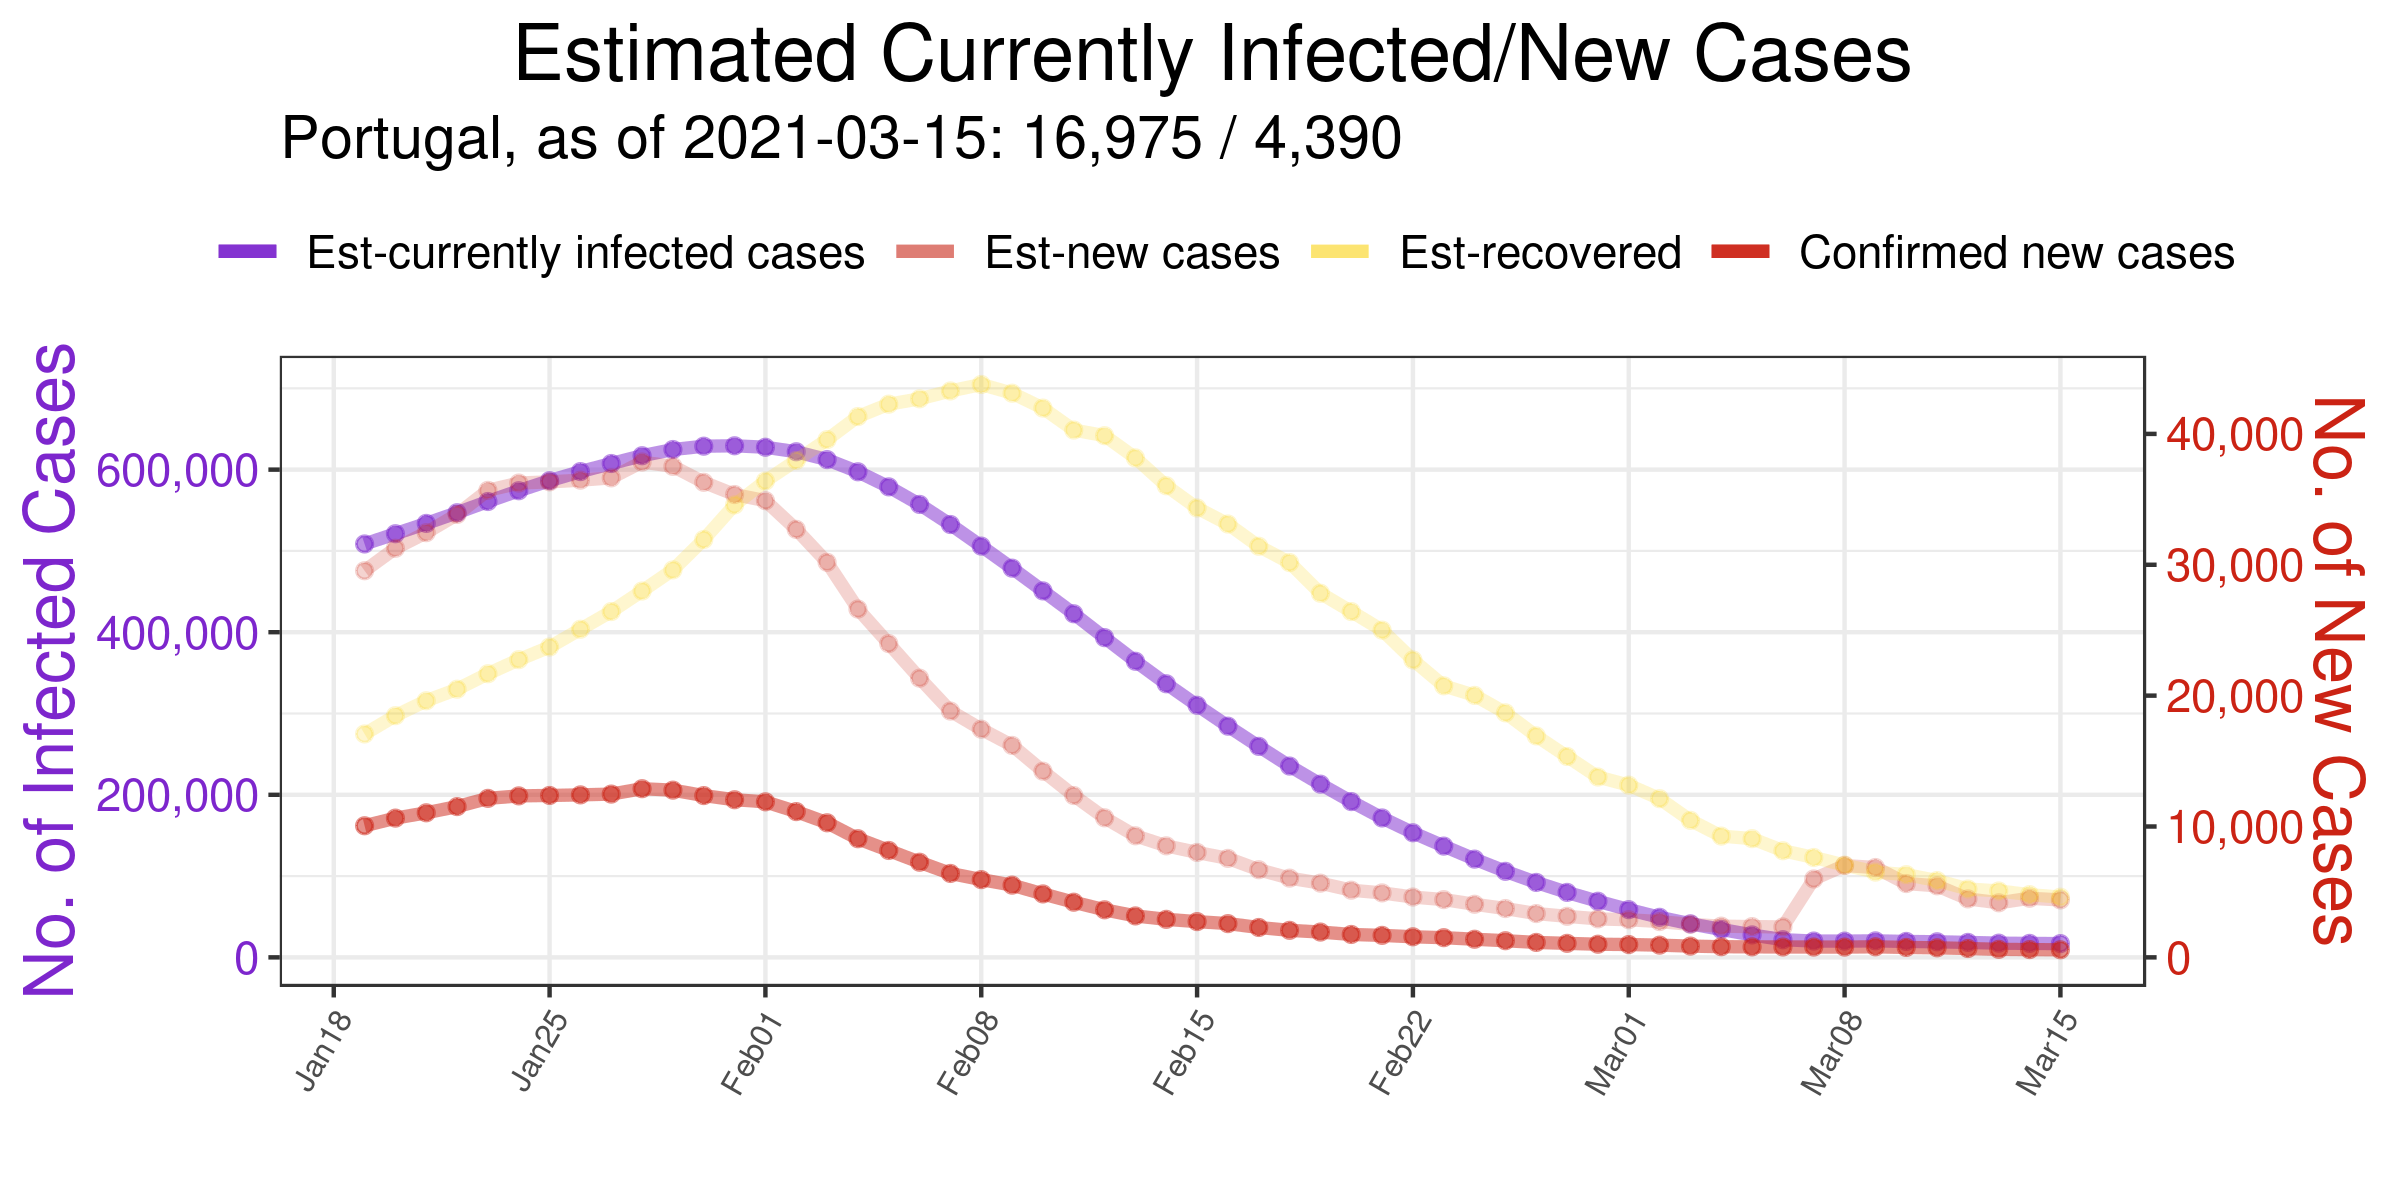 Estimated Currently Infected/New Cases
Portugal, as of 2021-03-15: 16,975 / 4,390
Est-currently infected cases Est-new cases Est-recovered Confirmed new cases
No. of Infected Cases
600,000
400,000
200,000
0
40,000
30,000
20,000
10,000
0
No. of New Cases
Jan18 Jan25 Feb01 Feb08 Feb15 Feb22 Mar01 Mar08 Mar15